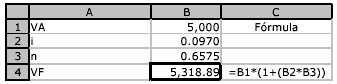 A B C
1 VA 5,000 Fórmula
2 i 0.0970
3 n 0.6575
4 VF 5,318.89 =B1*(1+(B2*B3))